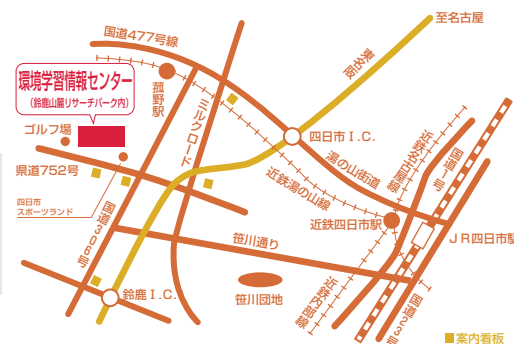 至名古屋
国道477号線
東名阪
環境学習情報センター
（鈴鹿山麓リサーチパーク内）
菰野駅
ミルクロード
ゴルフ場
四日市I.C.
湯の山街道
近鉄名古屋線
国道1号
県道752号
近鉄湯の山線
四日市
スポーツランド
国道306号
近鉄四日市駅
JR四日市駅
笹川通り
鈴鹿I.C.
笹川団地
近鉄内部線
国道23号
■案内看板